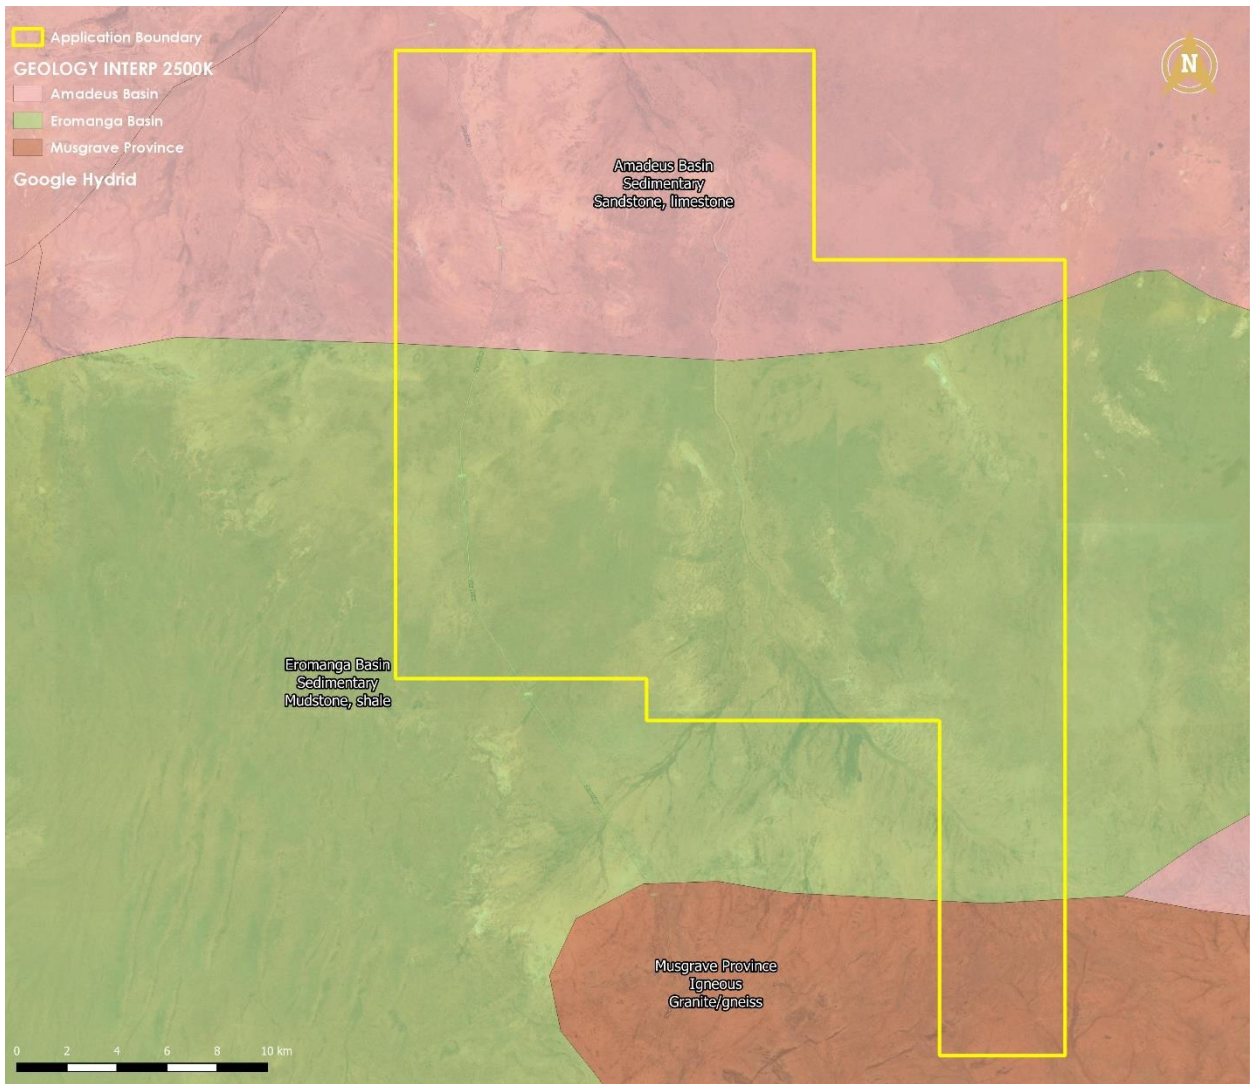 Application Boundary
GEOLOGY INTERP 2500K
Amadeus Basin
Eromanga Basin
Musgrave Province
Google Hydrid
N
Amadeus Basin
Sedimentary
Sandstone, limestone
Eromanga Basin
Sedimentary
Mudstone, shale
Musgrave Province
Igneous
Granite/gneiss
0 2 4 6 8 10 km